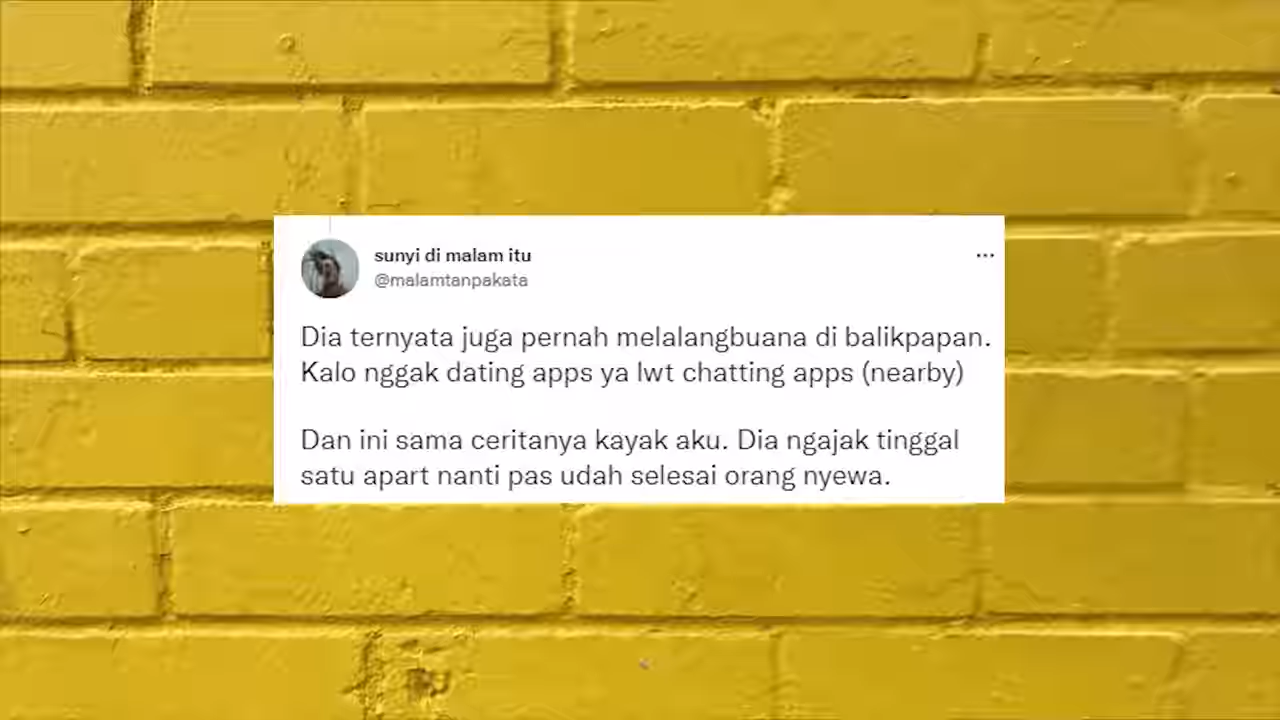 sunyi di malam itu
@malamtanpakata
Dia ternyata juga pernah melalangbuana di balikpapan.
Kalo nggak dating apps ya lwt chatting apps (nearby)
Dan ini sama ceritanya kayak aku. Dia ngajak tinggal
satu apart nanti pas udah selesai orang nyewa.